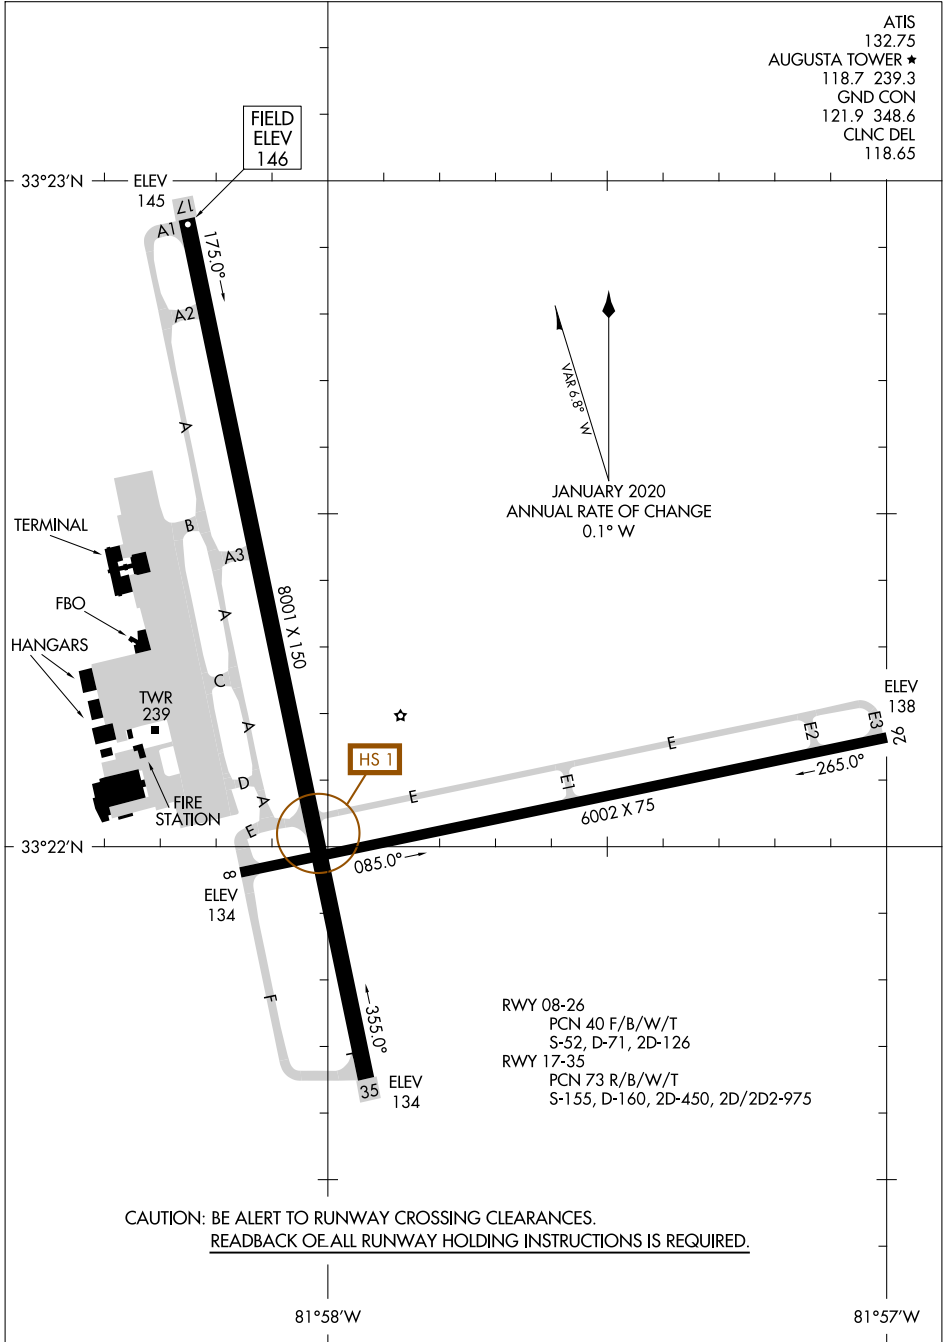 ATIS
132.75
AUGUSTA TOWER ★
118.7 239.3
GND CON
121.9 348.6
CLNC DEL
118.65
FIELD
ELEV
146
33°23'N
ELEV
145
17
A1
175.0°
A2
VAR 6.8° W
A
JANUARY 2020
ANNUAL RATE OF CHANGE
0.1° W
TERMINAL
B
A3
FBO
8001 X 150
A
HANGARS
C
TWR
239
A
ELEV
138
E3
E2
26
E
HS 1
265.0°
D
E1
A
E
6002 X 75
FIRE
STATION
E
33°22'N
085.0°
8
ELEV
134
F
355.0°
F
RWY 08-26
PCN 40 F/B/W/T
S-52, D-71, 2D-126
RWY 17-35
PCN 73 R/B/W/T
S-155, D-160, 2D-450, 2D/2D2-975
35
ELEV
134
CAUTION: BE ALERT TO RUNWAY CROSSING CLEARANCES.
READBACK OF ALL RUNWAY HOLDING INSTRUCTIONS IS REQUIRED.
81°58'W
81°57'W